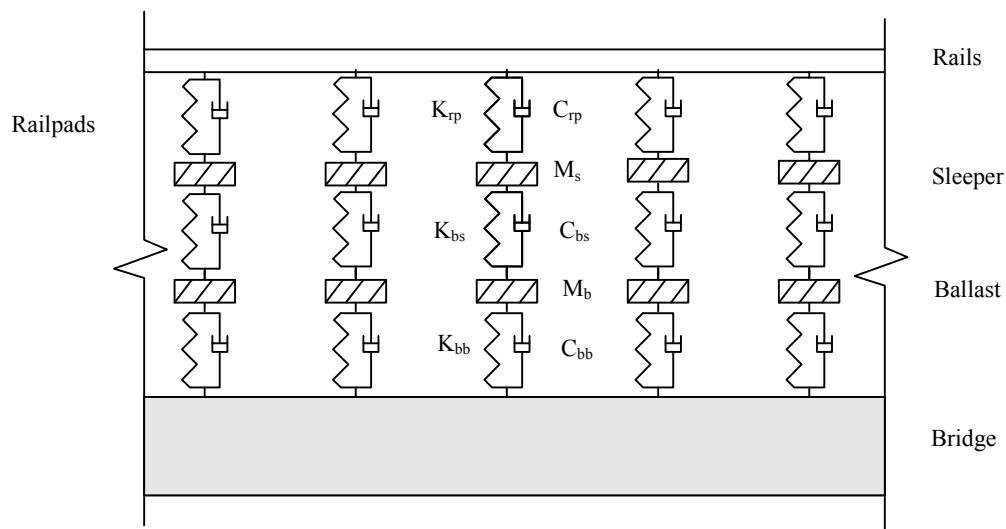 Rails
K_rp
C_rp
Railpads
M_s
Sleeper
K_bs
C_bs
M_b
Ballast
K_bb
C_bb
Bridge